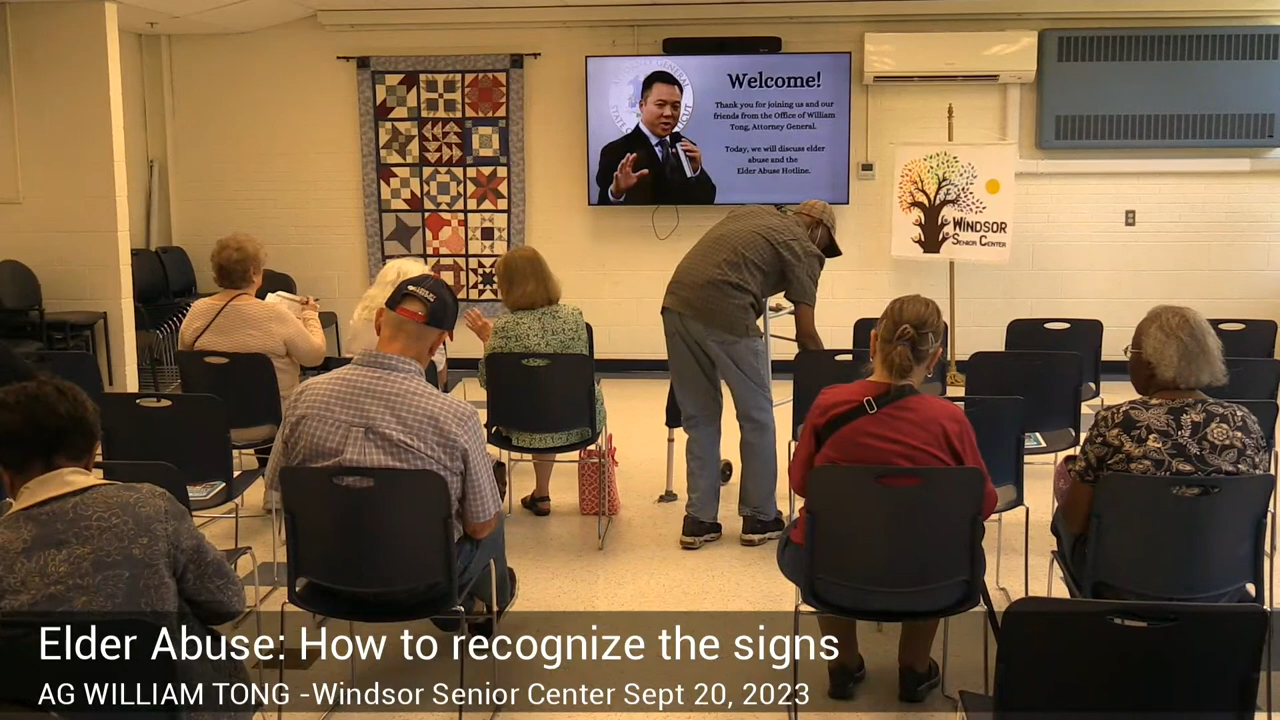 Welcome!
Thank you for joining us and our
friends from the Office of William
Tong, Attorney General.
Today, we will discuss elder
abuse and the
Elder Abuse Hotline.
WINDSOR
SENIOR CENTER
Elder Abuse: How to recognize the signs
AG WILLIAM TONG -Windsor Senior Center Sept 20, 2023